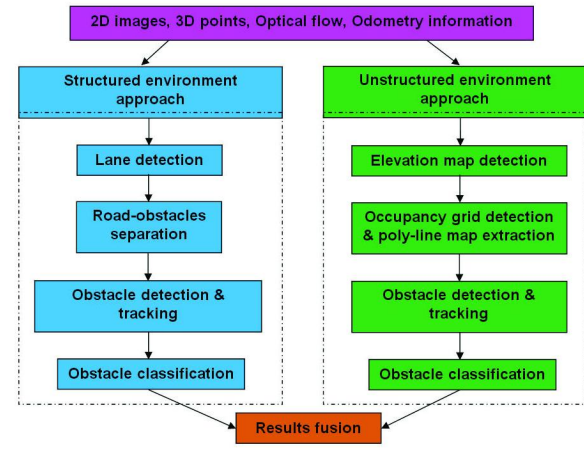 2D images, 3D points, Optical flow, Odometry information
Structured environment
approach
Lane detection
Road-obstacles
separation
Obstacle detection &
tracking
Obstacle classification
Unstructured environment
approach
Elevation map detection
Occupancy grid detection
& poly-line map extraction
Obstacle detection &
tracking
Obstacle classification
Results fusion